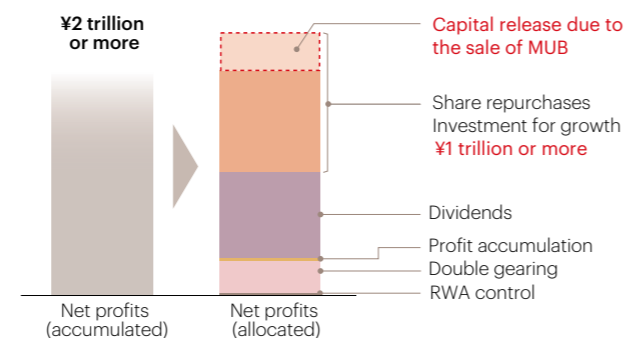 ¥2 trillion
or more
Capital release due to
the sale of MUB
Share repurchases
Investment for growth
¥1 trillion or more
Dividends
Profit accumulation
Double gearing
RWA control
Net profits
(accumulated)
Net profits
(allocated)